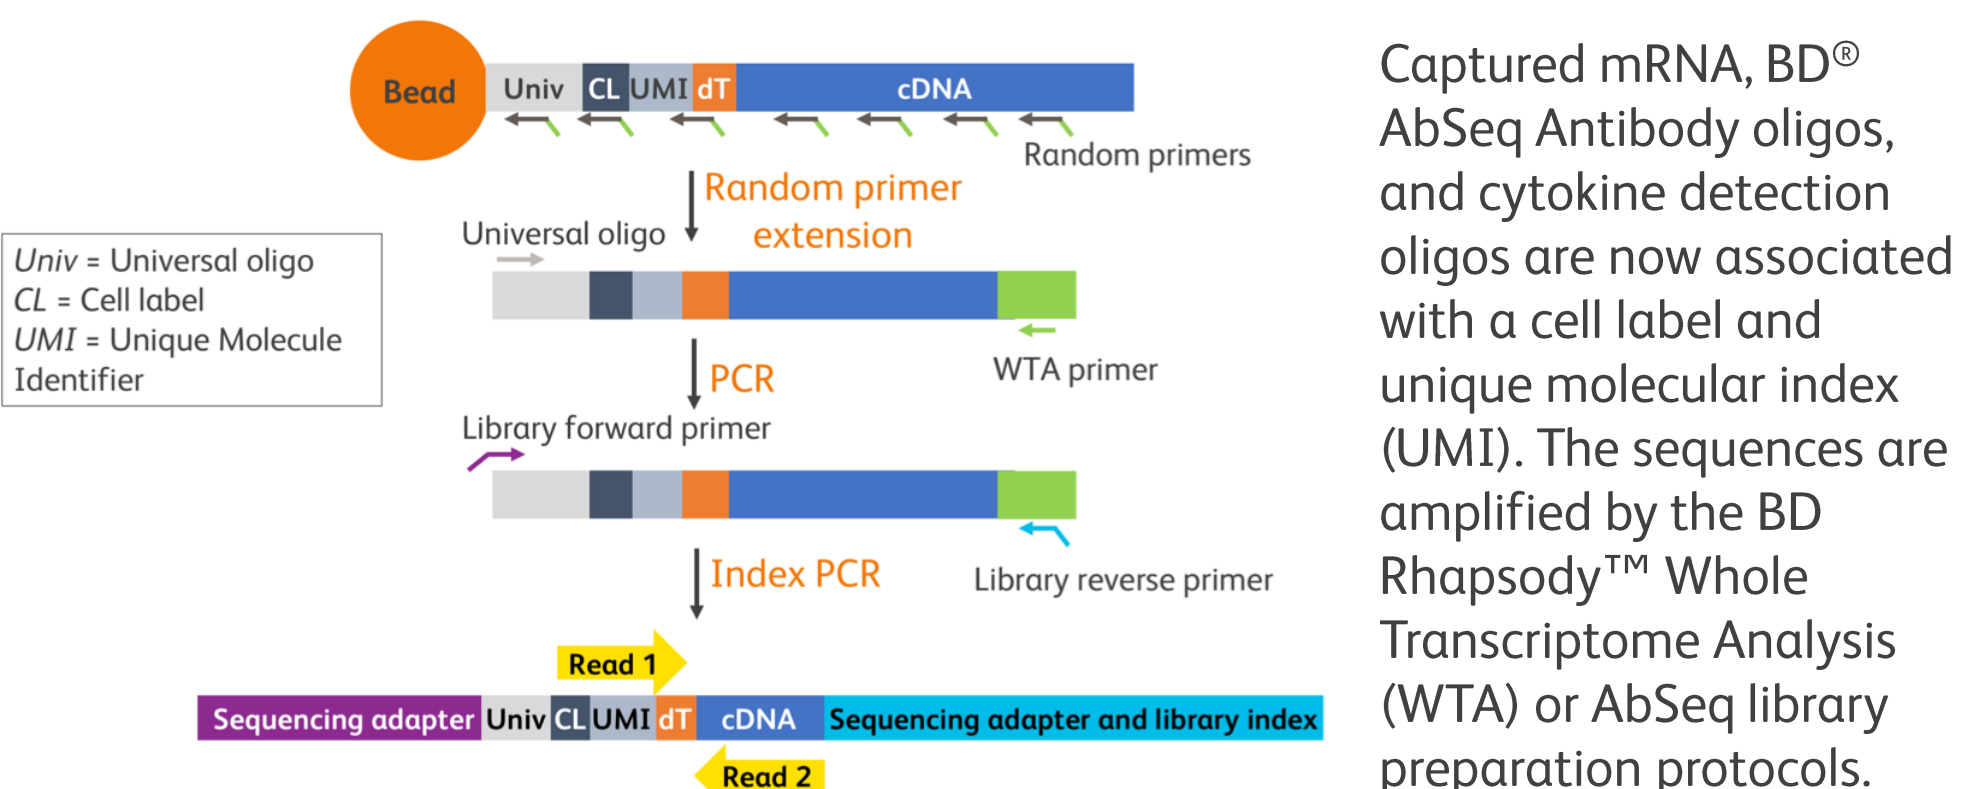 Bead
Univ CL UMI dT cDNA
Random primers
Random primer
extension
Universal oligo
Univ = Universal oligo
CL = Cell label
UMI = Unique Molecule
Identifier
WTA primer
PCR
Library forward primer
Index PCR
Library reverse primer
Read 1
Sequencing adapter Univ CL UMI dT cDNA Sequencing adapter and library index
Read 2
Captured mRNA, BD®
AbSeq Antibody oligos,
and cytokine detection
oligos are now associated
with a cell label and
unique molecular index
(UMI). The sequences are
amplified by the BD
Rhapsody™ Whole
Transcriptome Analysis
(WTA) or AbSeq library
preparation protocols.